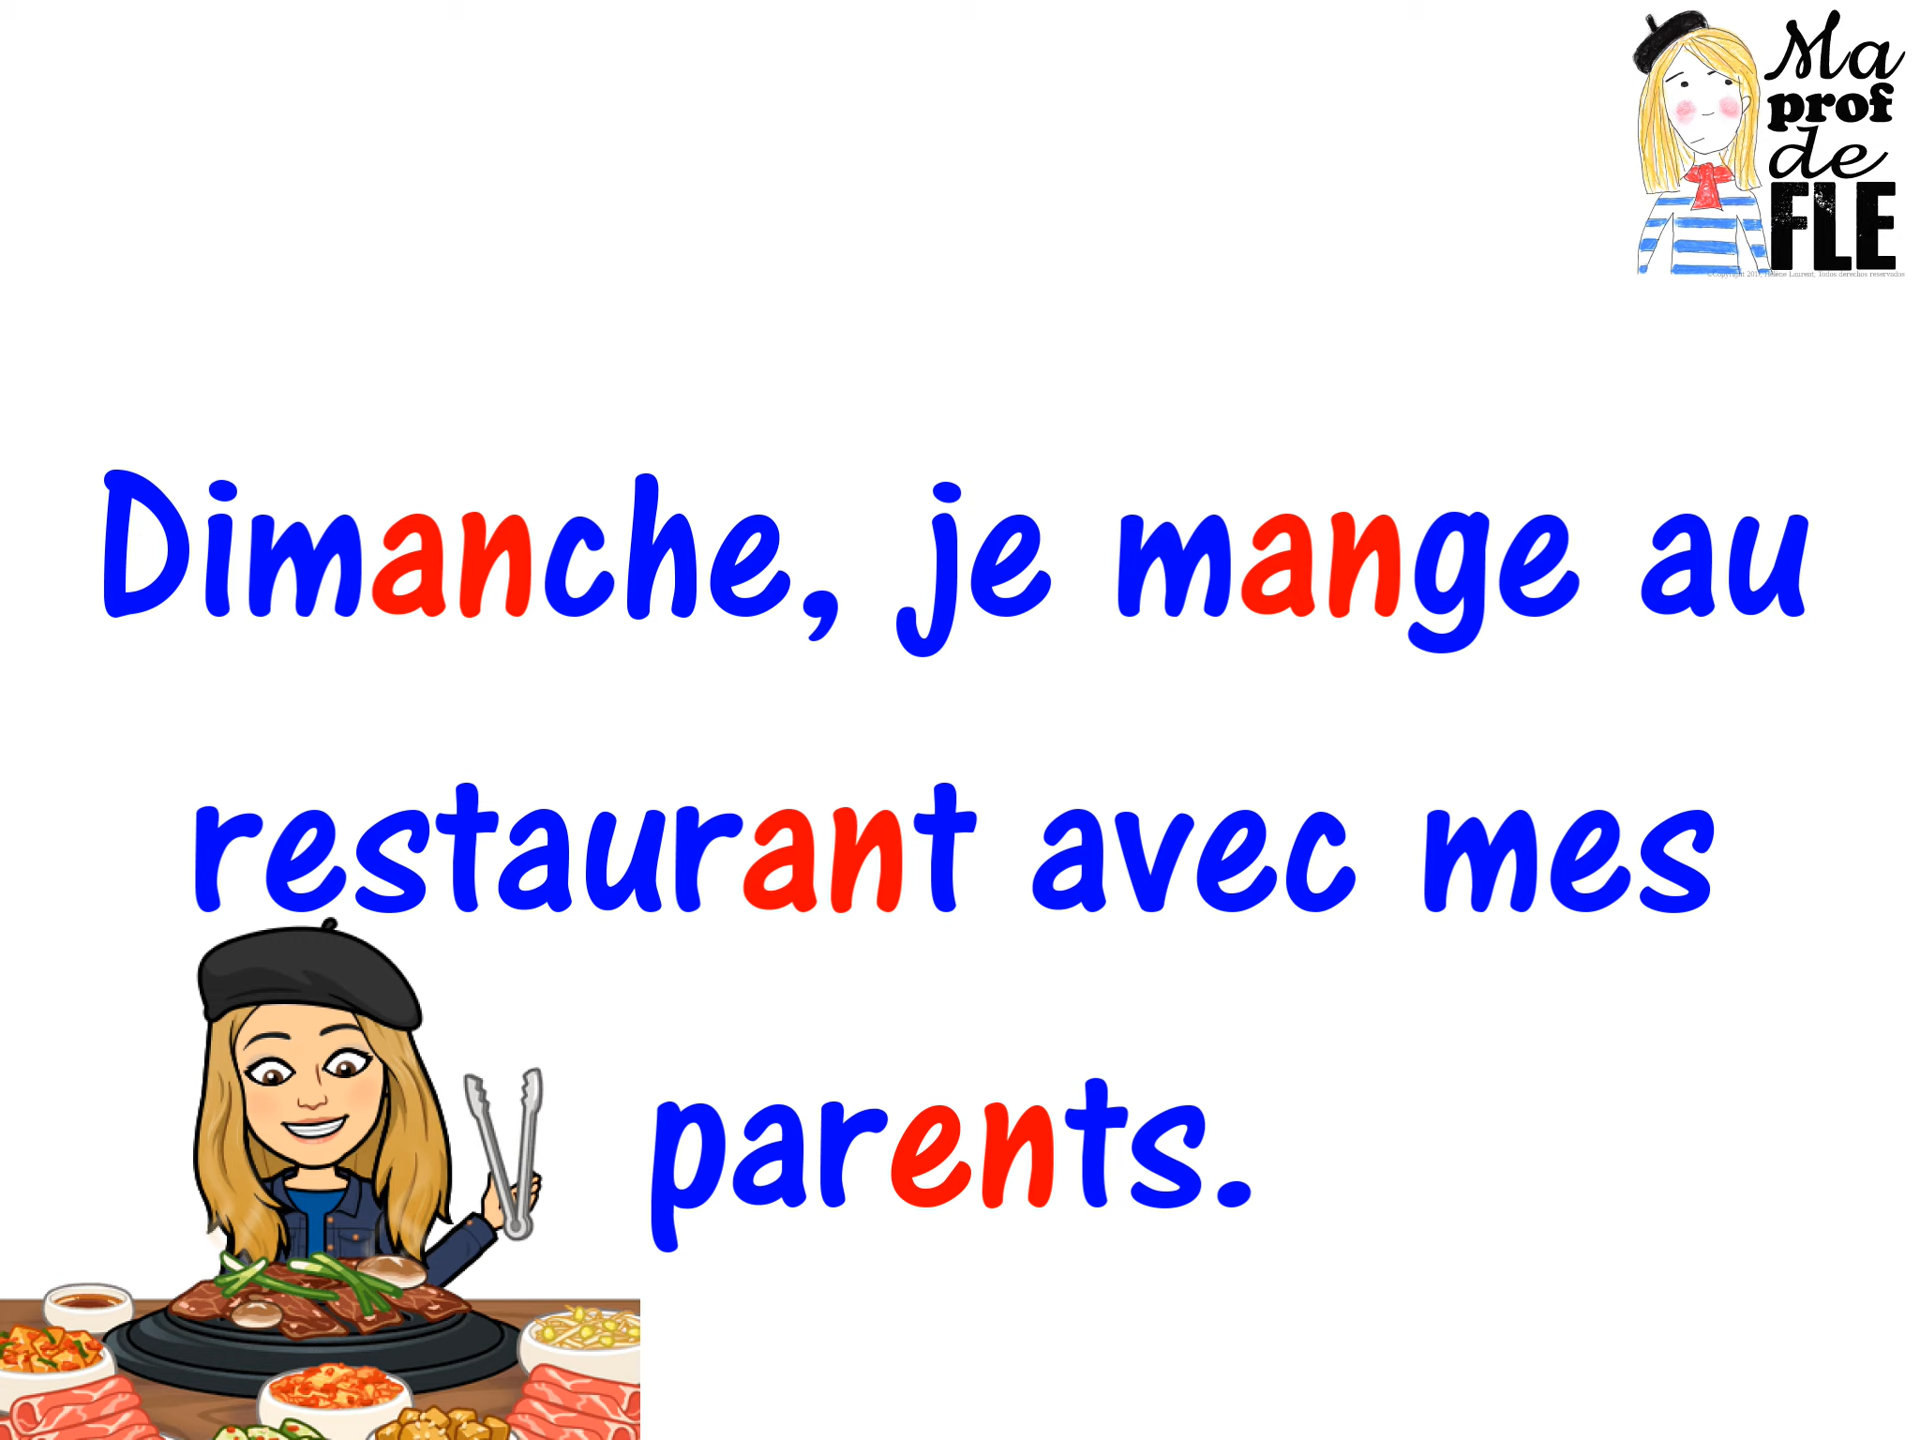 Ma
prof
de
FLE
Dimanche, je mange au
restaurant avec mes
parents.